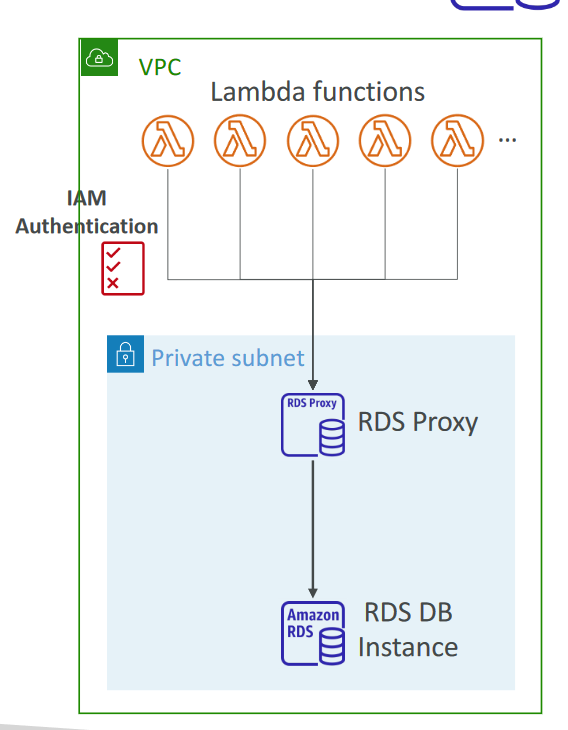 VPC
Lambda functions
...
IAM
Authentication
Private subnet
RDS Proxy
RDS Proxy
Amazon
RDS
RDS DB
Instance